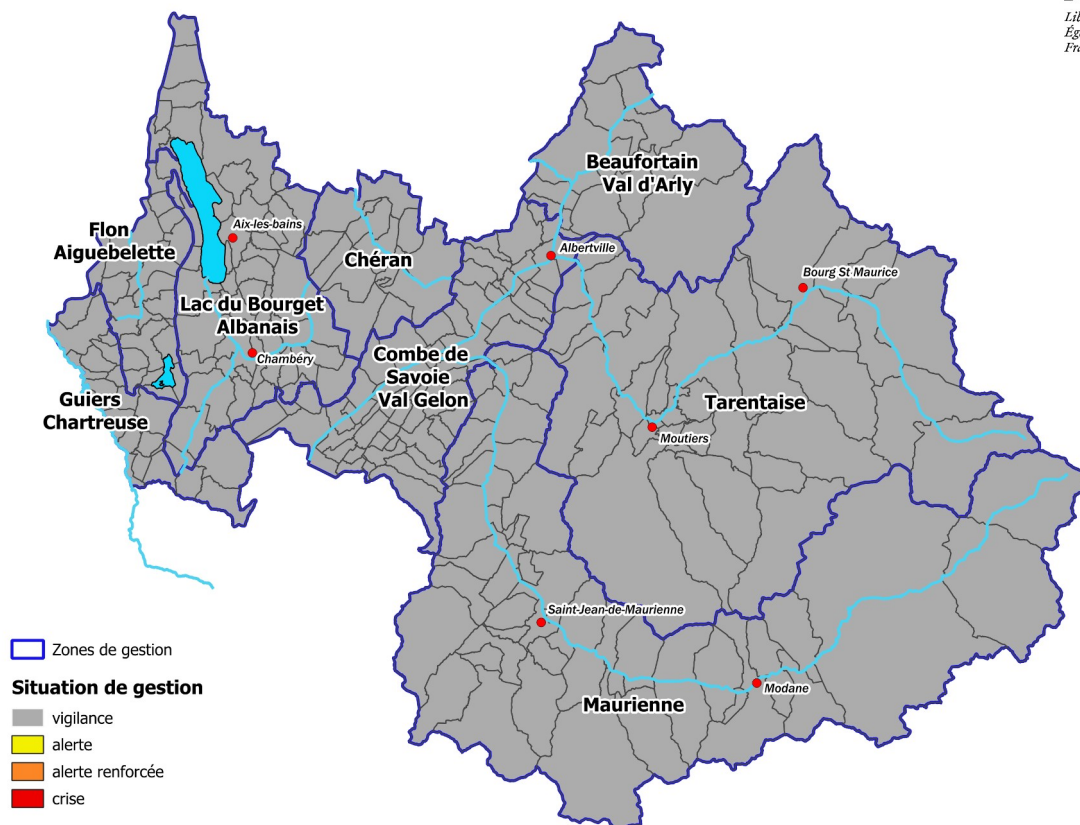 Beaufortain
Val d'Arly
Flon
Aiguebelette
Aix-les-bains
Chéran
Albertville
Bourg St Maurice
Lac du Bourget
Albanais
Chambéry
Combe de
Savoie
Val Gelon
Guiers
Chartreuse
Tarentaise
Moutiers
Saint-Jean-de-Maurienne
Modane
Maurienne
Zones de gestion
Situation de gestion
vigilance
alerte
alerte renforcée
crise